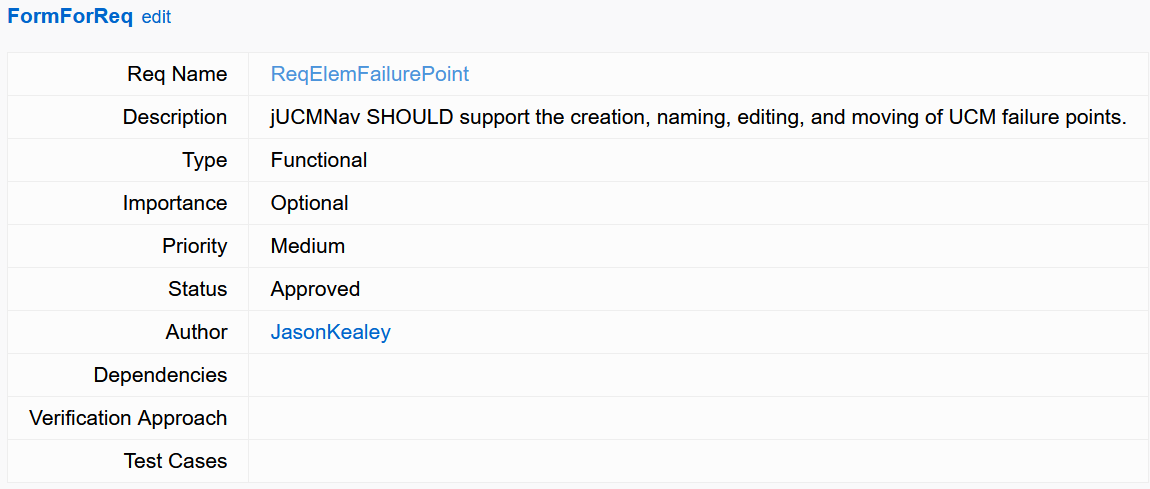 FormForReq edit
Req Name ReqElemFailurePoint
Description jUCMNav SHOULD support the creation, naming, editing, and moving of UCM failure points.
Type Functional
Importance Optional
Priority Medium
Status Approved
Author JasonKealey
Dependencies
Verification Approach
Test Cases